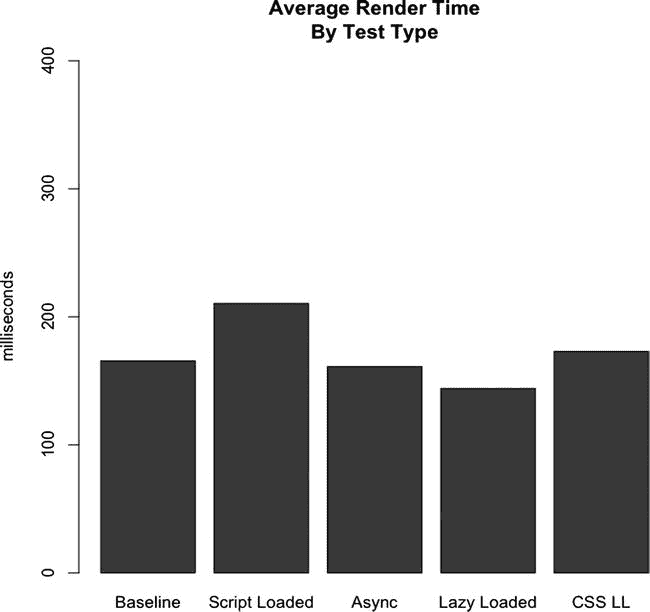 Average Render Time
By Test Type
400
300
200
100
0
milliseconds
Baseline Script Loaded Async Lazy Loaded CSS LL